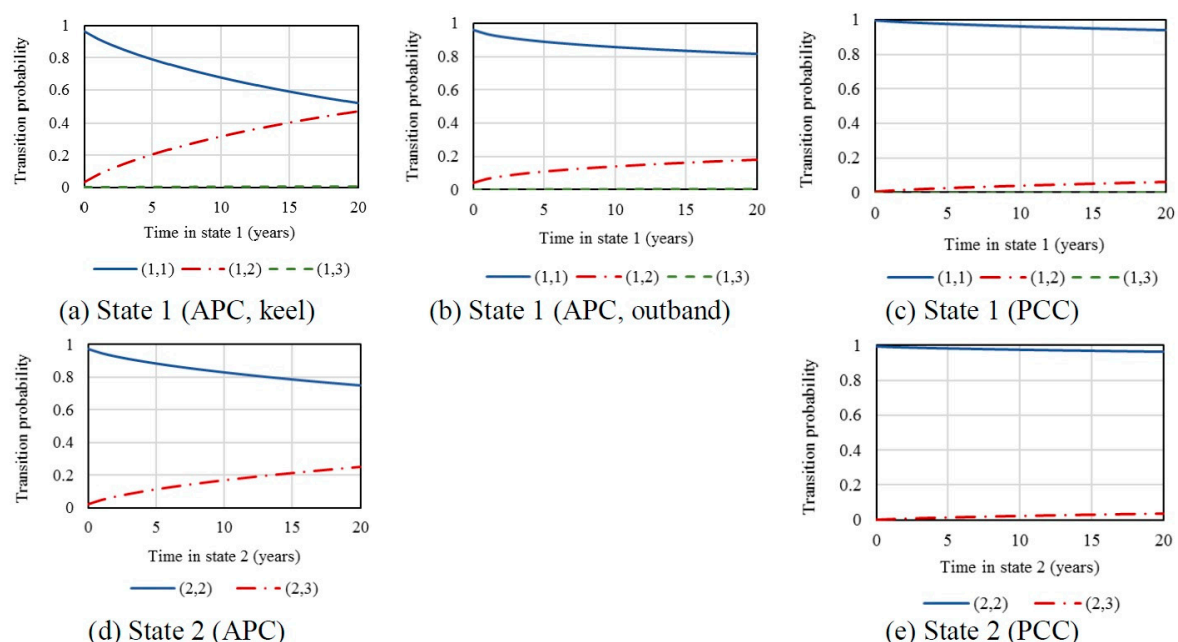 Transition probability
1
0.8
0.6
0.4
0.2
0
0 5 10 15 20
Time in state 1 (years)
(1,1) (1,2) (1,3)
(a) State 1 (APC, keel)
Transition probability
1
0.8
0.6
0.4
0.2
0
0 5 10 15 20
Time in state 1 (years)
(1,1) (1,2) (1,3)
(b) State 1 (APC, outband)
Transition probability
1
0.8
0.6
0.4
0.2
0
0 5 10 15 20
Time in state 1 (years)
(1,1) (1,2) (1,3)
(c) State 1 (PCC)
Transition probability
1
0.8
0.6
0.4
0.2
0
0 5 10 15 20
Time in state 2 (years)
(2,2) (2,3)
(d) State 2 (APC)
Transition probability
1
0.8
0.6
0.4
0.2
0
0 5 10 15 20
Time in state 2 (years)
(2,2) (2,3)
(e) State 2 (PCC)